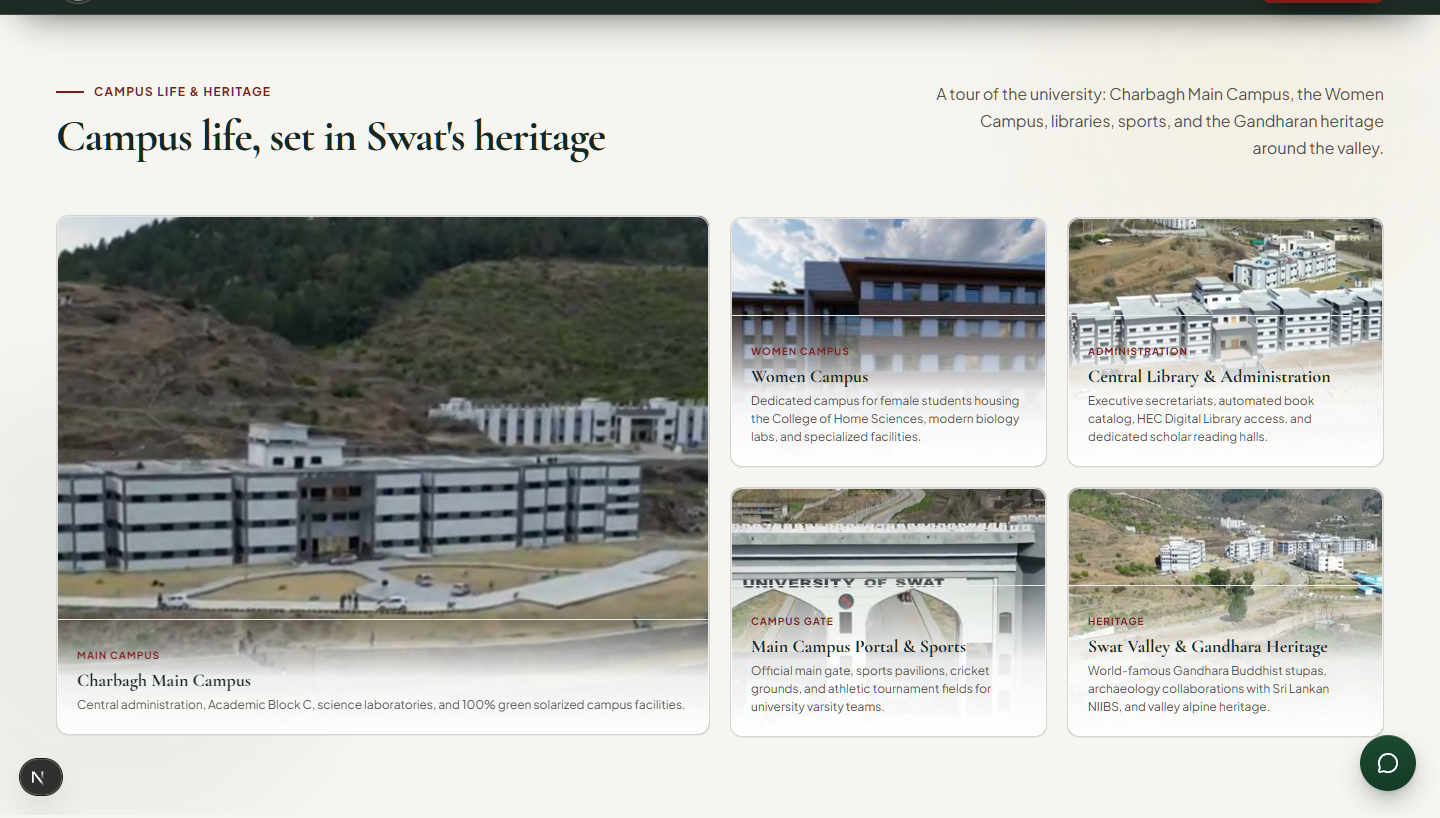 CAMPUS LIFE & HERITAGE
Campus life, set in Swat's heritage
A tour of the university: Charbagh Main Campus, the Women
Campus, libraries, sports, and the Gandharan heritage
around the valley.
MAIN CAMPUS
Charbagh Main Campus
Central administration, Academic Block C, science laboratories, and 100% green solarized campus facilities.
WOMEN CAMPUS
Women Campus
Dedicated campus for female students housing
the College of Home Sciences, modern biology
labs, and specialized facilities.
ADMINISTRATION
Central Library & Administration
Executive secretariats, automated book
catalog, HEC Digital Library access, and
dedicated scholar reading halls.
UNIVERSITY OF SWAT
CAMPUS GATE
Main Campus Portal & Sports
Official main gate, sports pavilions, cricket
grounds, and athletic tournament fields for
university varsity teams.
HERITAGE
Swat Valley & Gandhara Heritage
World-famous Gandhara Buddhist stupas,
archaeology collaborations with Sri Lankan
NIIBS, and valley alpine heritage.
N